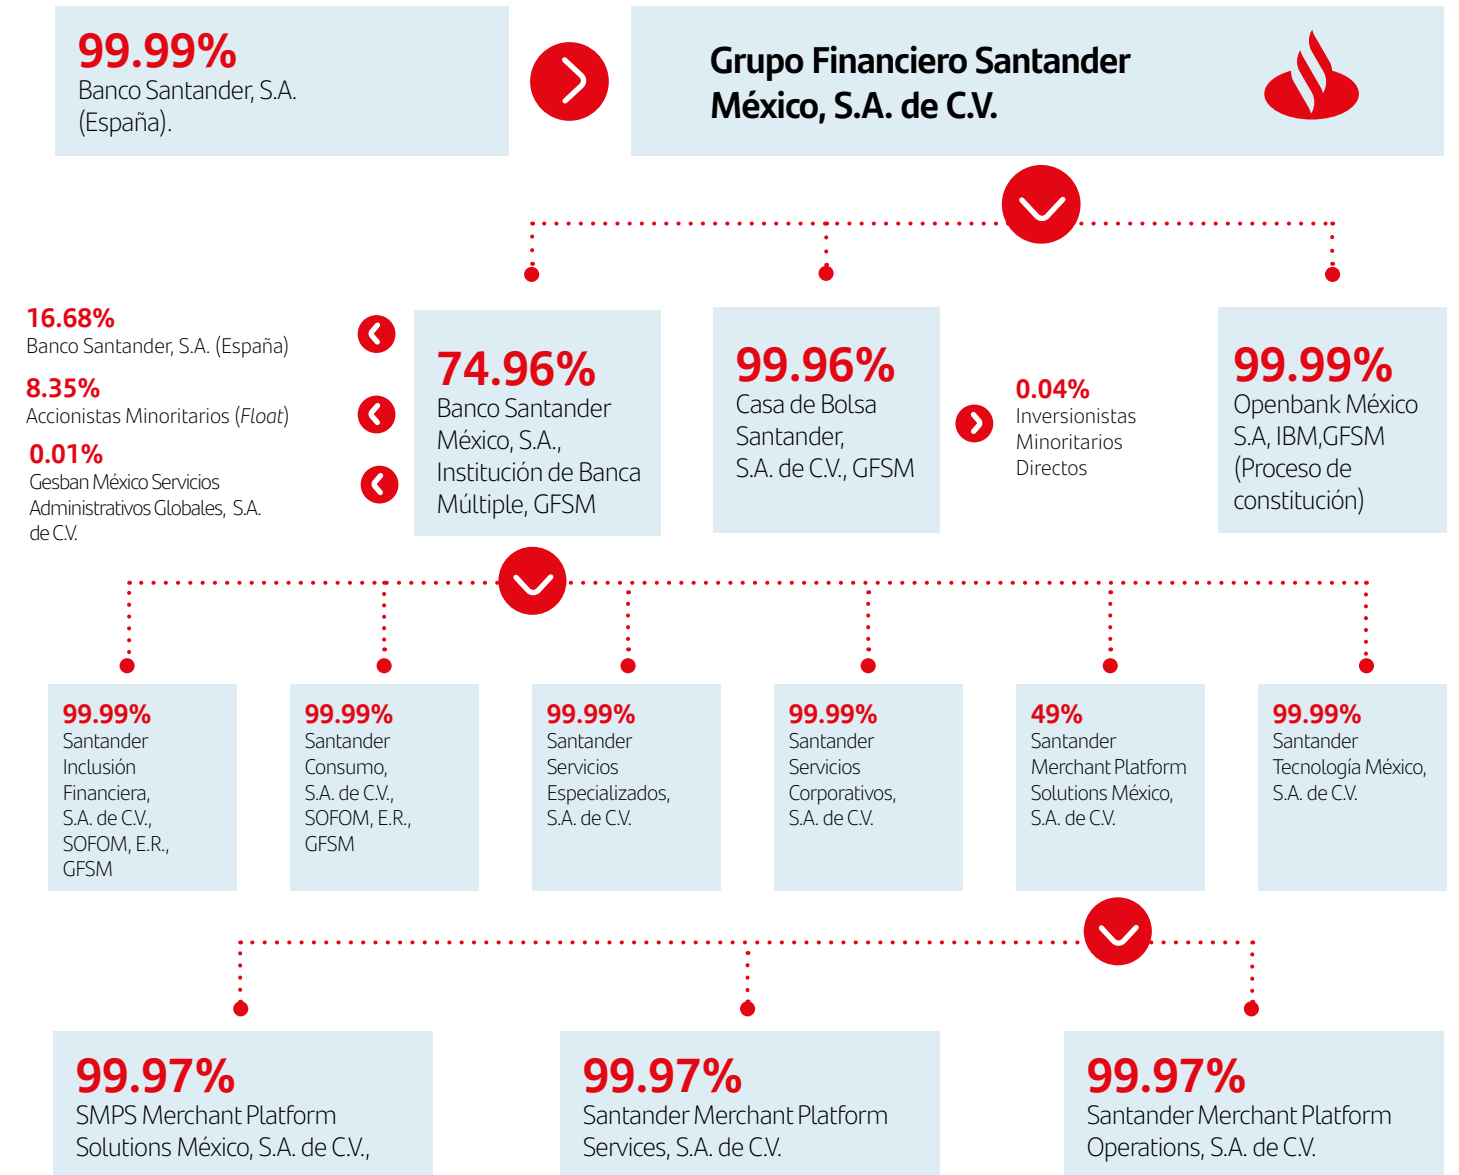 99.99%
Banco Santander, S.A.
(España).
Grupo Financiero Santander
México, S.A. de C.V.
16.68%
Banco Santander, S.A. (España)
8.35%
Accionistas Minoritarios (Float)
0.01%
Gesban México Servicios
Administrativos Globales, S.A.
de C.V.
74.96%
Banco Santander
México, S.A.,
Institución de Banca
Múltiple, GFSM
99.96%
Casa de Bolsa
Santander,
S.A. de C.V., GFSM
0.04%
Inversionistas
Minoritarios
Directos
99.99%
Openbank México
S.A, IBM,GFSM
(Proceso de
constitución)
99.99%
Santander
Inclusión
Financiera,
S.A. de C.V.,
SOFOM, E.R.,
GFSM
99.99%
Santander
Consumo,
S.A. de C.V.,
SOFOM, E.R.,
GFSM
99.99%
Santander
Servicios
Especializados,
S.A. de C.V.
99.99%
Santander
Servicios
Corporativos,
S.A. de C.V.
49%
Santander
Merchant Platform
Solutions México,
S.A. de C.V.
99.99%
Santander
Tecnología México,
S.A. de C.V.
99.97%
SMPS Merchant Platform
Solutions México, S.A. de C.V.,
99.97%
Santander Merchant Platform
Services, S.A. de C.V.
99.97%
Santander Merchant Platform
Operations, S.A. de C.V.